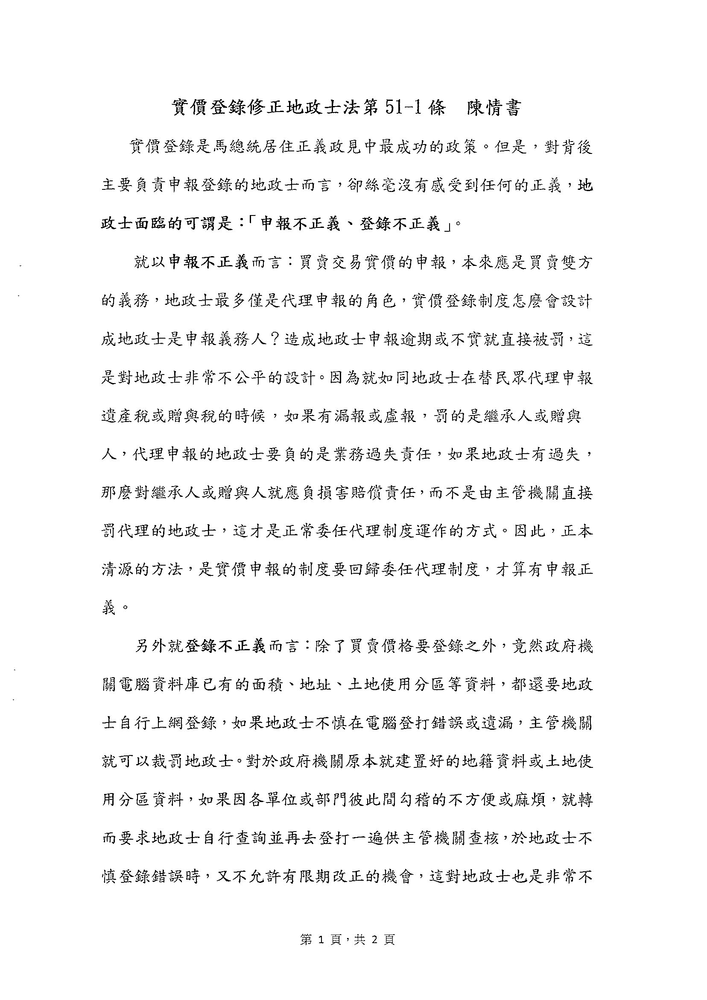 實價登錄修正地政士法第 51-1 條　陳情書
實價登錄是馬總統居住正義政見中最成功的政策。但是，對背後
主要負責申報登錄的地政士而言，卻絲毫沒有感受到任何的正義，地
政士面臨的可謂是：「申報不正義、登錄不正義」。
就以申報不正義而言：買賣交易實價的申報，本來應是買賣雙方
的義務，地政士最多僅是代理申報的角色，實價登錄制度怎麼會設計
成地政士是申報義務人？造成地政士申報逾期或不實就直接被罰，這
是對地政士非常不公平的設計。因為就如同地政士在替民眾代理申報
遺產稅或贈與稅的時候，如果有漏報或虛報，罰的是繼承人或贈與
人，代理申報的地政士要負的是業務過失責任，如果地政士有過失，
那麼對繼承人或贈與人就應負損害賠償責任，而不是由主管機關直接
罰代理的地政士，這才是正常委任代理制度運作的方式。因此，正本
清源的方法，是實價申報的制度要回歸委任代理制度，才算有申報正
義。
另外就登錄不正義而言：除了買賣價格要登錄之外，竟然政府機
關電腦資料庫已有的面積、地址、土地使用分區等資料，都還要地政
士自行上網登錄，如果地政士不慎在電腦登打錯誤或遺漏，主管機關
就可以裁罰地政士。對於政府機關原本就建置好的地籍資料或土地使
用分區資料，如果因各單位或部門彼此間勾稽的不方便或麻煩，就轉
而要求地政士自行查詢並再去登打一遍供主管機關查核，於地政士不
慎登錄錯誤時，又不允許有限期改正的機會，這對地政士也是非常不
第 1 頁，共 2 頁